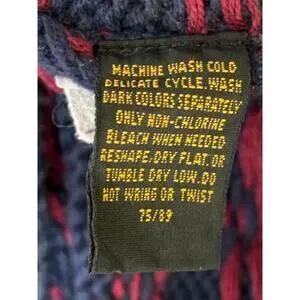 MACHINE WASH COLD
DELICATE CYCLE.WASH
DARK COLORS SEPARATELY
ONLY NON-CHLORINE
BLEACH WHEN NEEDED
RESHAPE,DRY FLAT.OR
TUMBLE DRY LOW.DO
NOT WRING OR TWIST
75/89